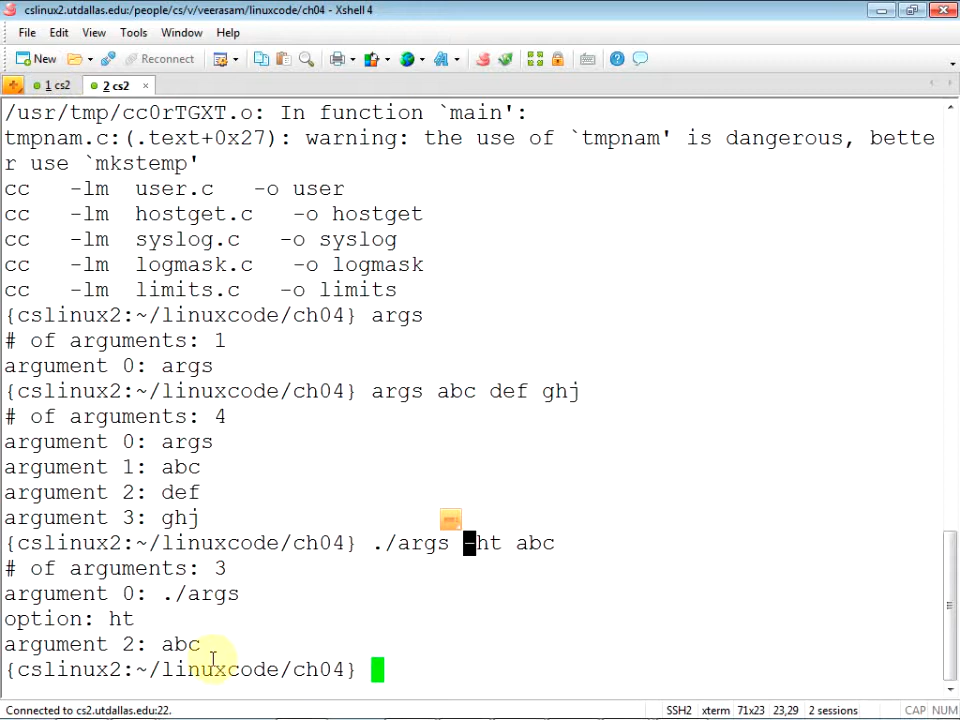 cslinux2.utdallas.edu:/people/cs/v/veerasam/linuxcode/ch04 - Xshell 4
File Edit View Tools Window Help
New Reconnect
1 cs2 2 cs2 ×
/usr/tmp/cc0rTGXT.o: In function `main':
tmpnam.c:(.text+0x27): warning: the use of `tmpnam' is dangerous, bette
r use `mkstemp'
cc -lm user.c -o user
cc -lm hostget.c -o hostget
cc -lm syslog.c -o syslog
cc -lm logmask.c -o logmask
cc -lm limits.c -o limits
{cslinux2:~/linuxcode/ch04} args
# of arguments: 1
argument 0: args
{cslinux2:~/linuxcode/ch04} args abc def ghj
# of arguments: 4
argument 0: args
argument 1: abc
argument 2: def
argument 3: ghj
{cslinux2:~/linuxcode/ch04} ./args -ht abc
# of arguments: 3
argument 0: ./args
option: ht
argument 2: abc
{cslinux2:~/linuxcode/ch04}
Connected to cs2.utdallas.edu:22. SSH2 xterm 71x23 23,29 2 sessions CAP NUM